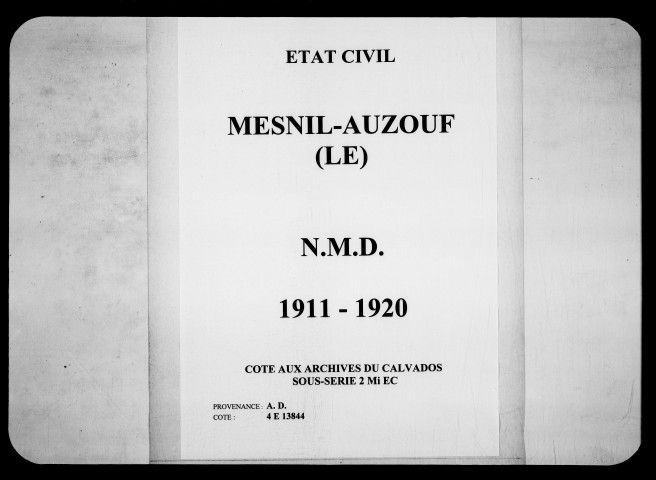 ETAT CIVIL
MESNIL-AUZOUF
(LE)
N.M.D.
1911 - 1920
COTE AUX ARCHIVES DU CALVADOS
SOUS-SERIE 2 Mi EC
PROVENANCE : A. D.
COTE : 4 E 13844